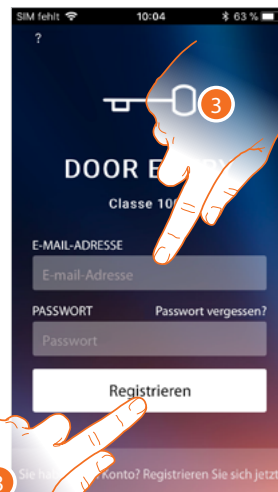 SIM fehlt 10:04 63 %
?
3
DOOR E
Classe 10
E-MAIL-ADRESSE
E-mail-Adresse
PASSWORT Passwort vergessen?
Passwort
Registrieren
Konto? Registrieren Sie sich jetzt
3